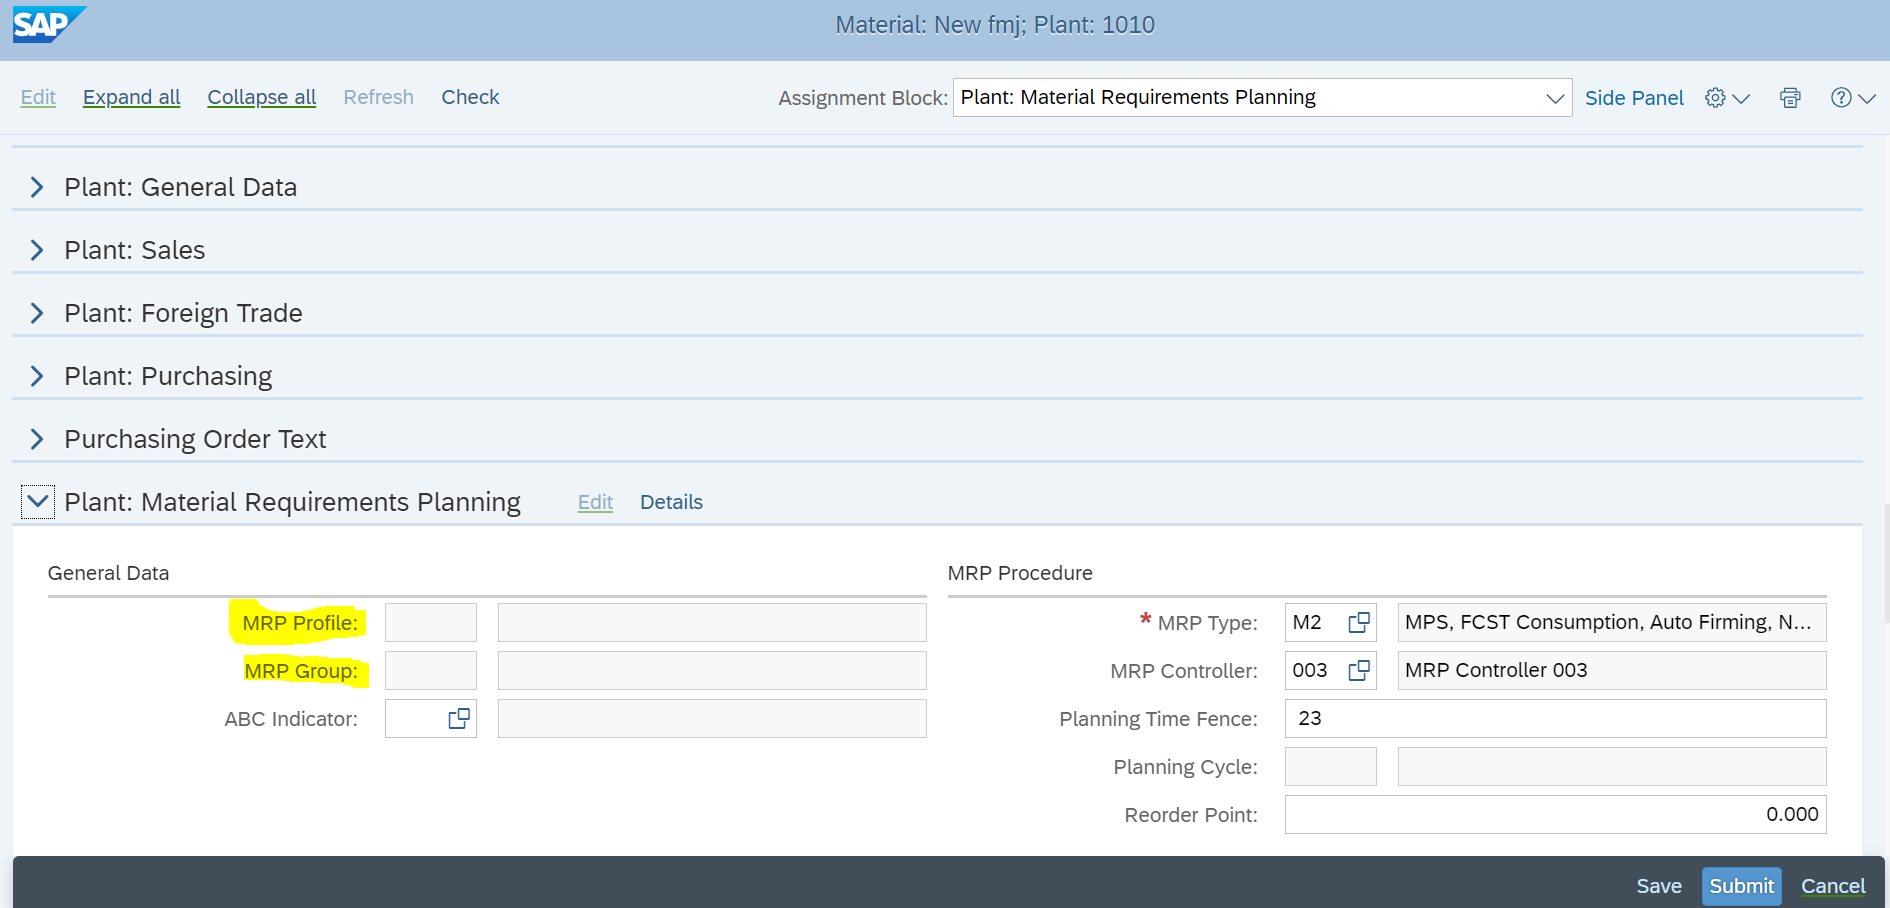 SAP
Material: New fmj; Plant: 1010
Edit Expand all Collapse all Refresh Check Assignment Block: Plant: Material Requirements Planning Side Panel
Plant: General Data
Plant: Sales
Plant: Foreign Trade
Plant: Purchasing
Purchasing Order Text
Plant: Material Requirements Planning Edit Details
General Data
MRP Profile:
MRP Group:
ABC Indicator:
MRP Procedure
* MRP Type: M2 MPS, FCST Consumption, Auto Firming, N...
MRP Controller: 003 MRP Controller 003
Planning Time Fence: 23
Planning Cycle:
Reorder Point: 0.000
Save Submit Cancel